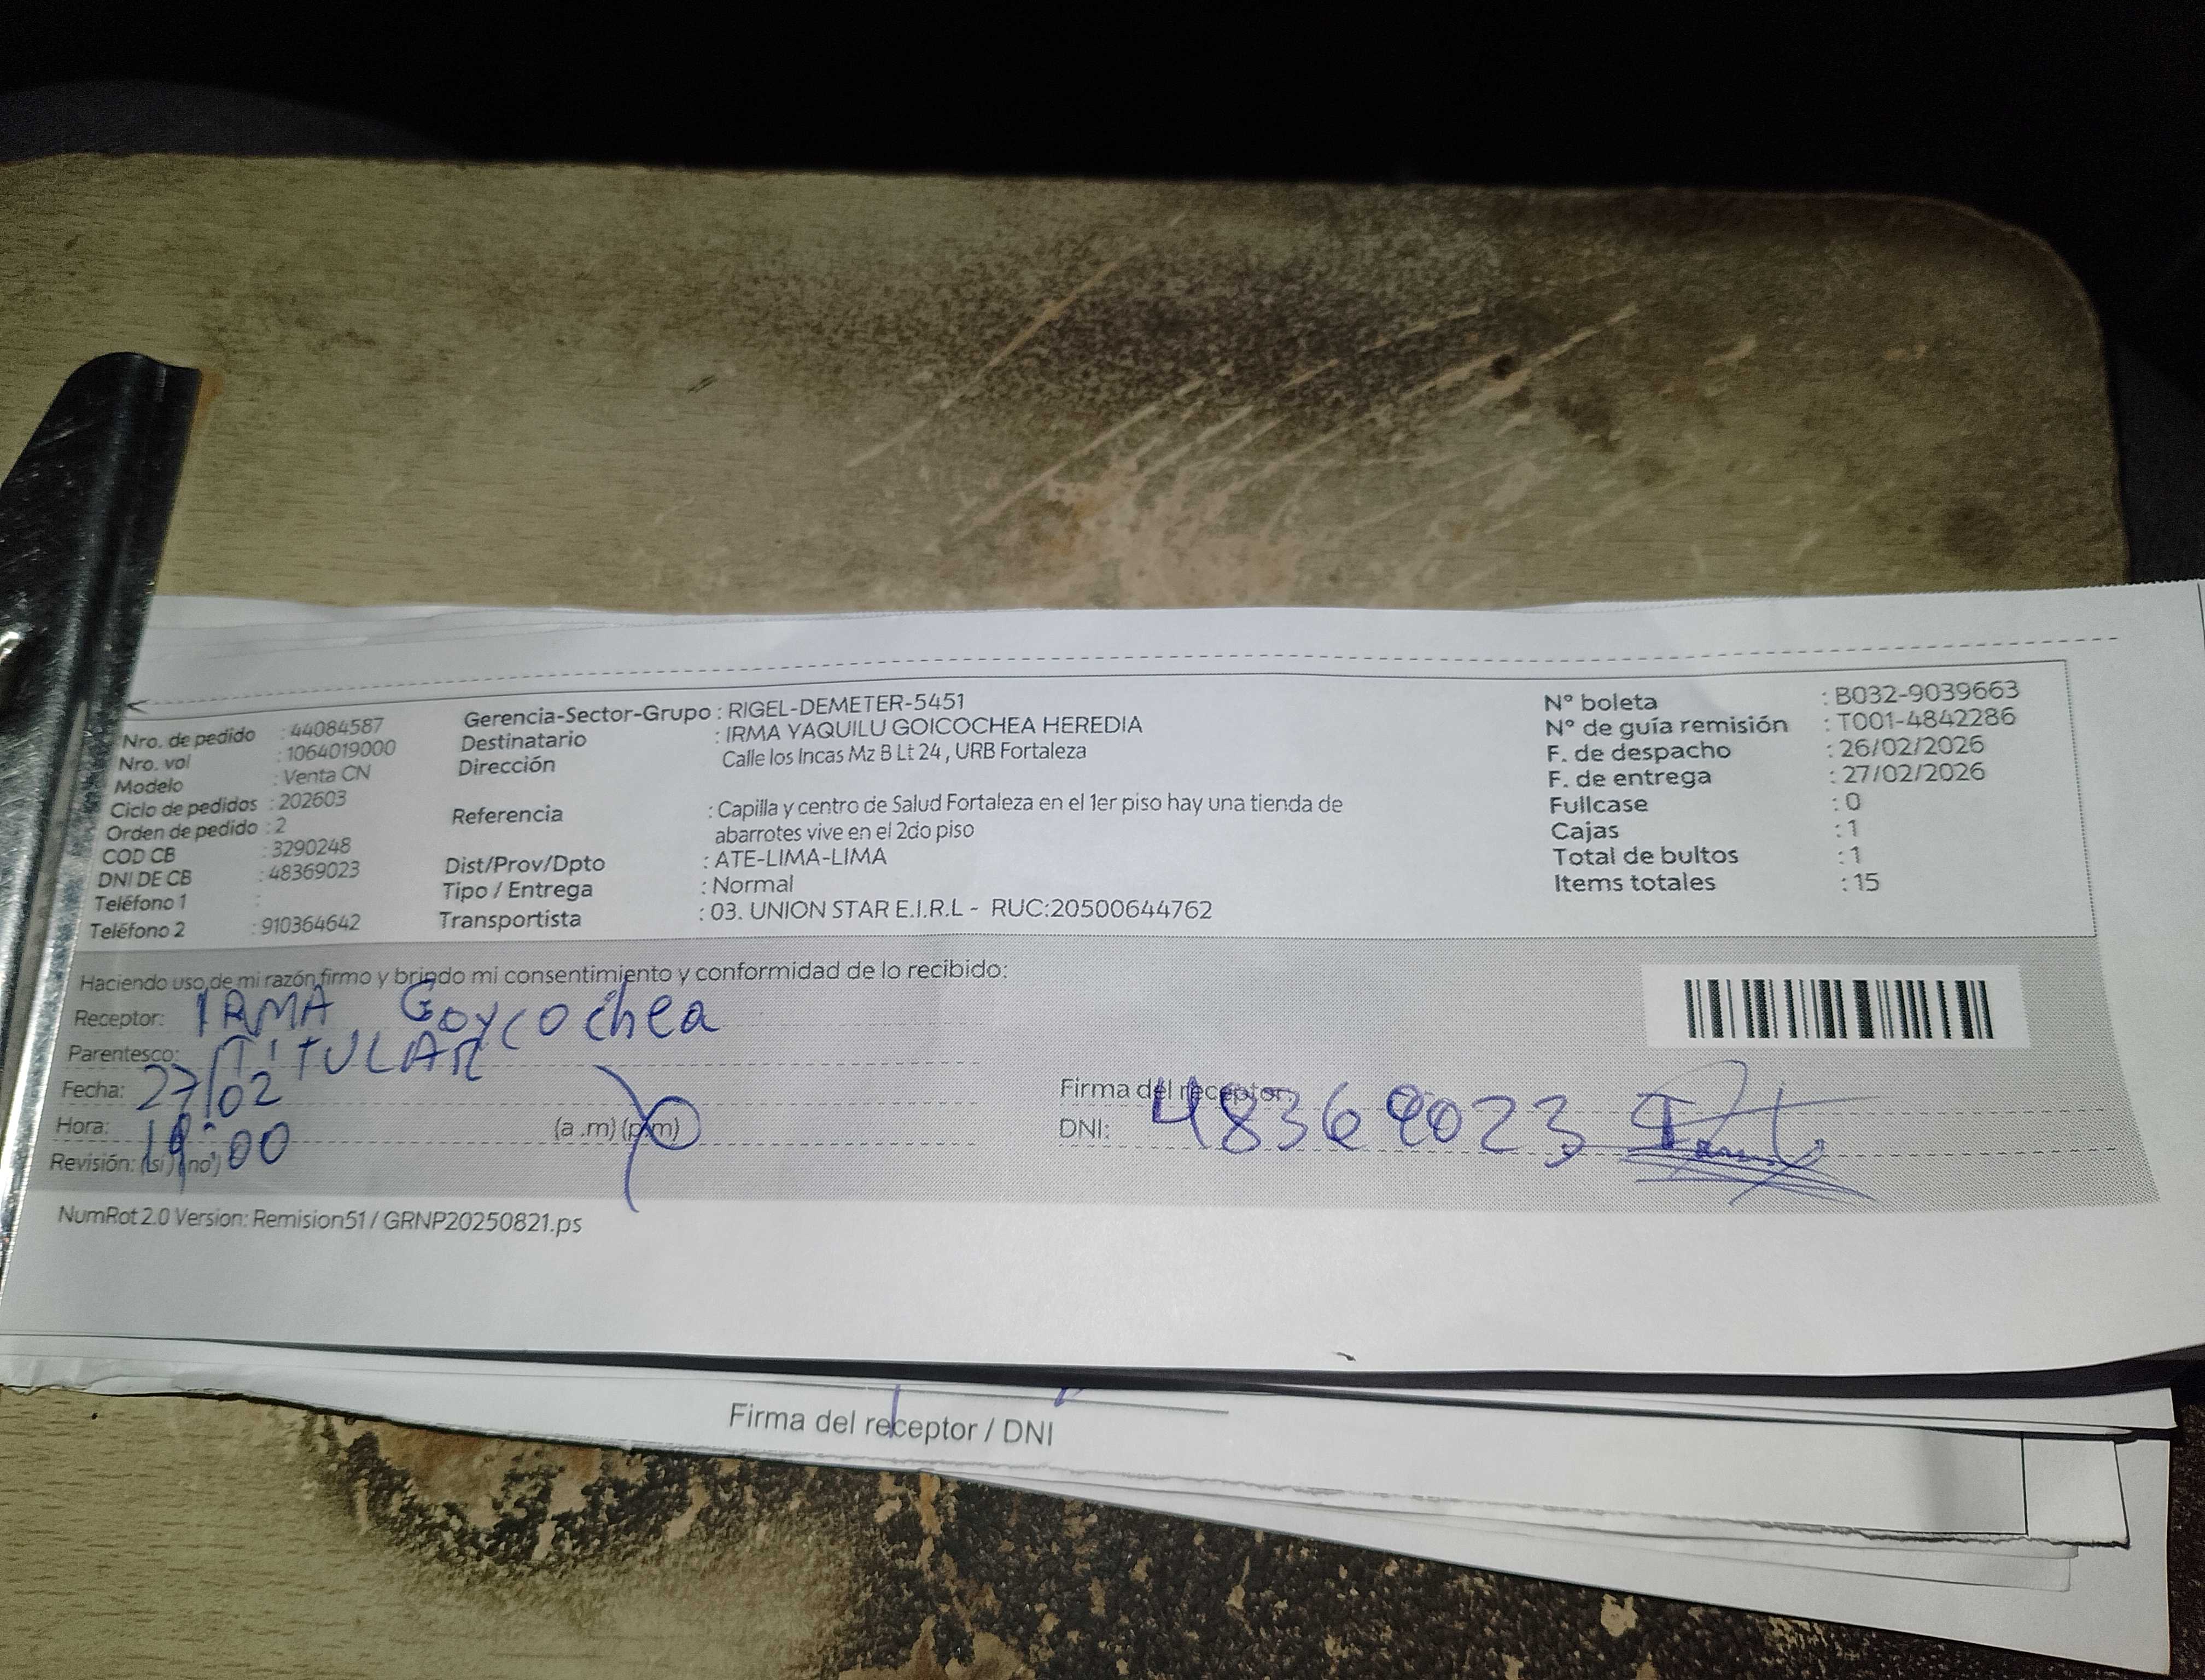 Nro. de pedido : 44084587
Nro. vol : 1064019000
Modelo : Venta CN
Ciclo de pedidos : 202603
Orden de pedido : 2
COD CB : 3290248
DNI DE CB : 48369023
Teléfono 1 :
Teléfono 2 : 910364642
Gerencia-Sector-Grupo : RIGEL-DEMETER-5451
Destinatario : IRMA YAQUILU GOICOCHEA HEREDIA
Dirección Calle los Incas Mz B Lt 24 , URB Fortaleza
Referencia : Capilla y centro de Salud Fortaleza en el 1er piso hay una tienda de
abarrotes vive en el 2do piso
Dist/Prov/Dpto : ATE-LIMA-LIMA
Tipo / Entrega : Normal
Transportista : 03. UNION STAR E.I.R.L - RUC:20500644762
N° boleta : B032-9039663
N° de guía remisión : T001-4842286
F. de despacho : 26/02/2026
F. de entrega : 27/02/2026
Fullcase : 0
Cajas : 1
Total de bultos : 1
Items totales : 15
Haciendo uso de mi razón firmo y brindo mi consentimiento y conformidad de lo recibido:
Receptor: IRMA Goycochea
Parentesco: TITULAR
Fecha: 27/02
Hora: 19:00 (a .m) (p.m)
Revisión: (si) (no)
Firma del receptor
DNI: 48369023
NumRot 2.0 Version: Remision51 / GRNP20250821.ps
Firma del receptor / DNI